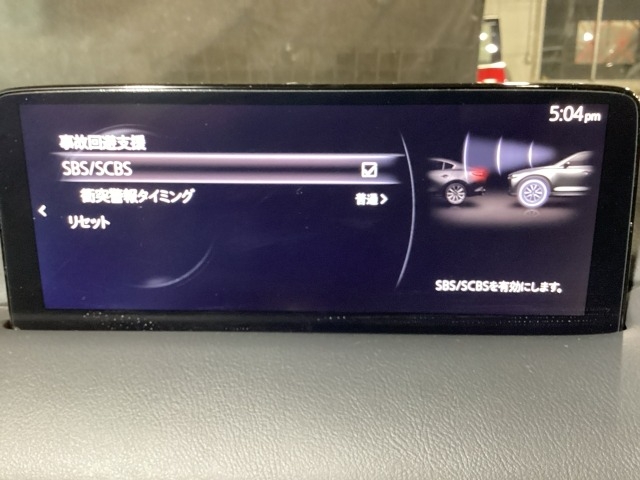 5:04pm
事故回避支援
SBS/SCBS
衝突警報タイミング 普通
リセット
SBS/SCBSを有効にします。